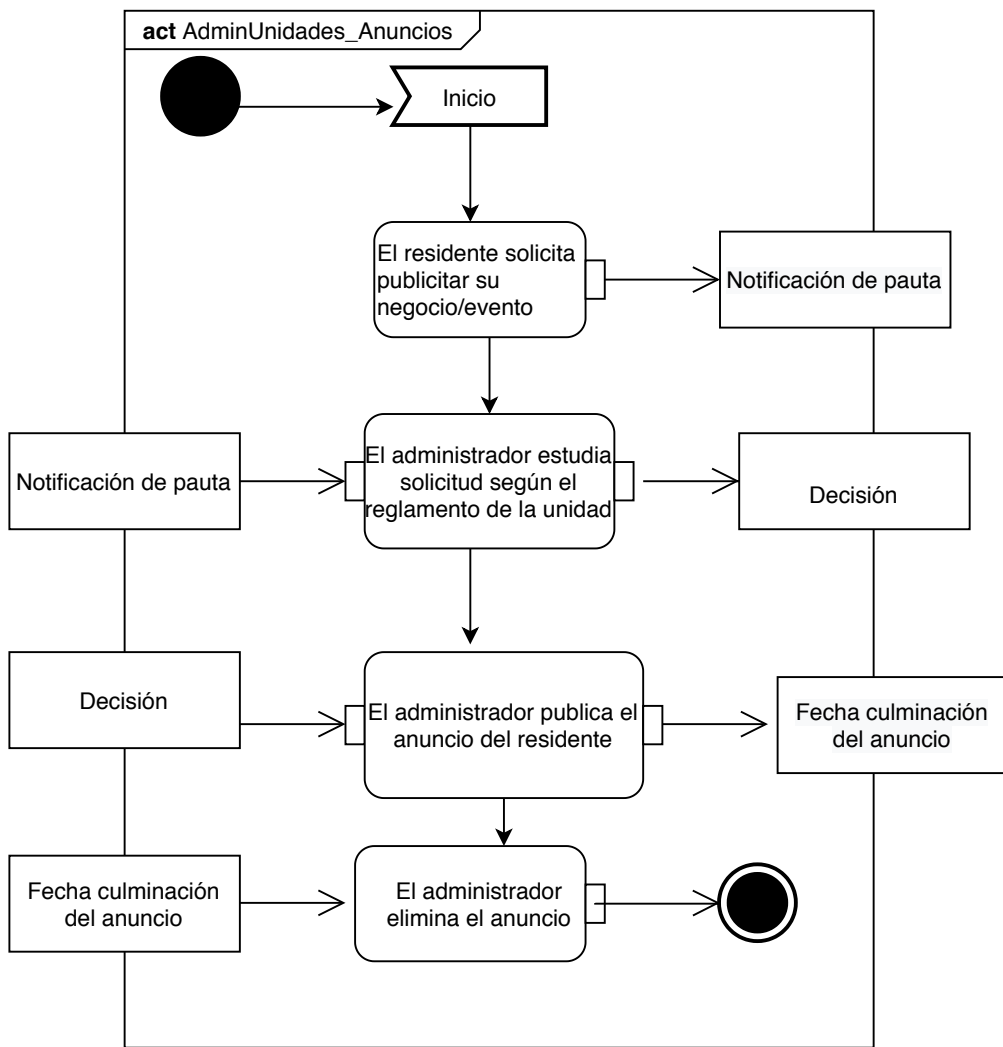 act AdminUnidades_Anuncios
Inicio
El residente solicita
publicitar su
negocio/evento
Notificación de pauta
Notificación de pauta
El administrador estudia
solicitud según el
reglamento de la unidad
Decisión
Decisión
El administrador publica el
anuncio del residente
Fecha culminación
del anuncio
Fecha culminación
del anuncio
El administrador
elimina el anuncio